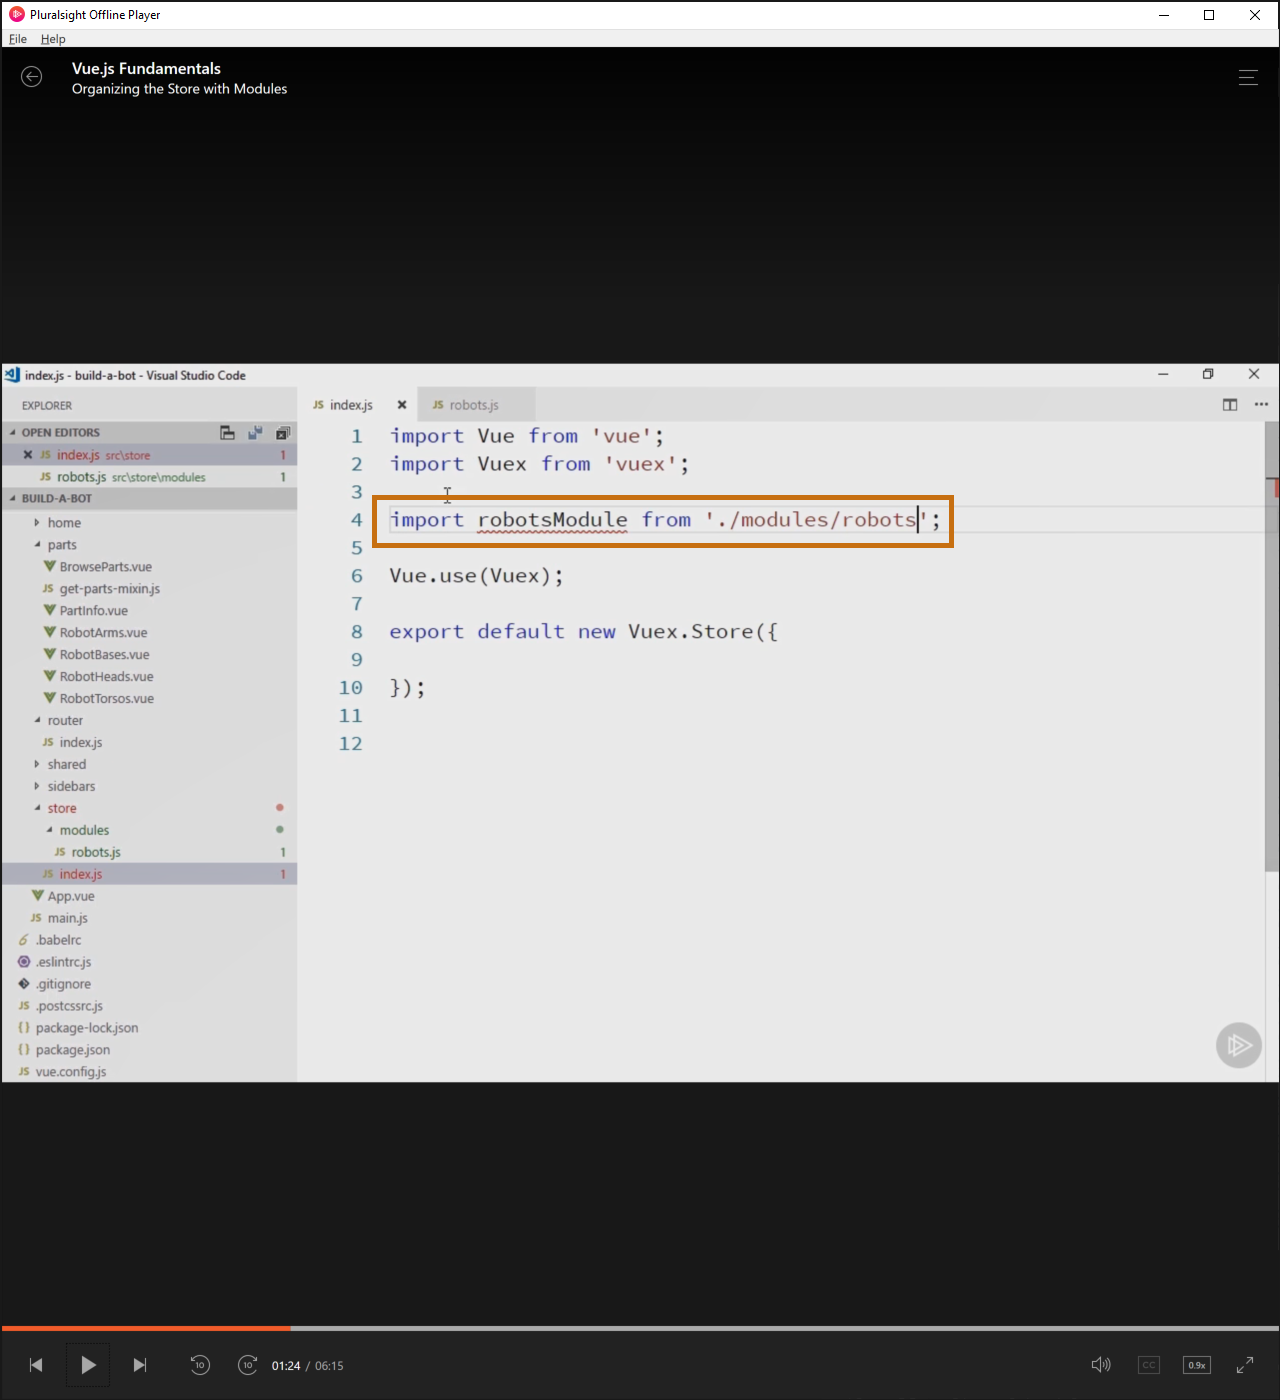 Pluralsight Offline Player
File Help
Vue.js Fundamentals
Organizing the Store with Modules
index.js - build-a-bot - Visual Studio Code
EXPLORER
OPEN EDITORS
JS index.js src\store 1
JS robots.js src\store\modules 1
BUILD-A-BOT
home
parts
BrowseParts.vue
JS get-parts-mixin.js
PartInfo.vue
RobotArms.vue
RobotBases.vue
RobotHeads.vue
RobotTorsos.vue
router
JS index.js
shared
sidebars
store
modules
JS robots.js 1
JS index.js 1
App.vue
JS main.js
.babelrc
.eslintrc.js
.gitignore
JS .postcssrc.js
{} package-lock.json
{} package.json
JS vue.config.js
JS index.js
JS robots.js
1 import Vue from 'vue';
2 import Vuex from 'vuex';
3
4 import robotsModule from './modules/robots';
5
6 Vue.use(Vuex);
7
8 export default new Vuex.Store({
9
10 });
11
12
10 10 01:24 / 06:15
CC 0.9x